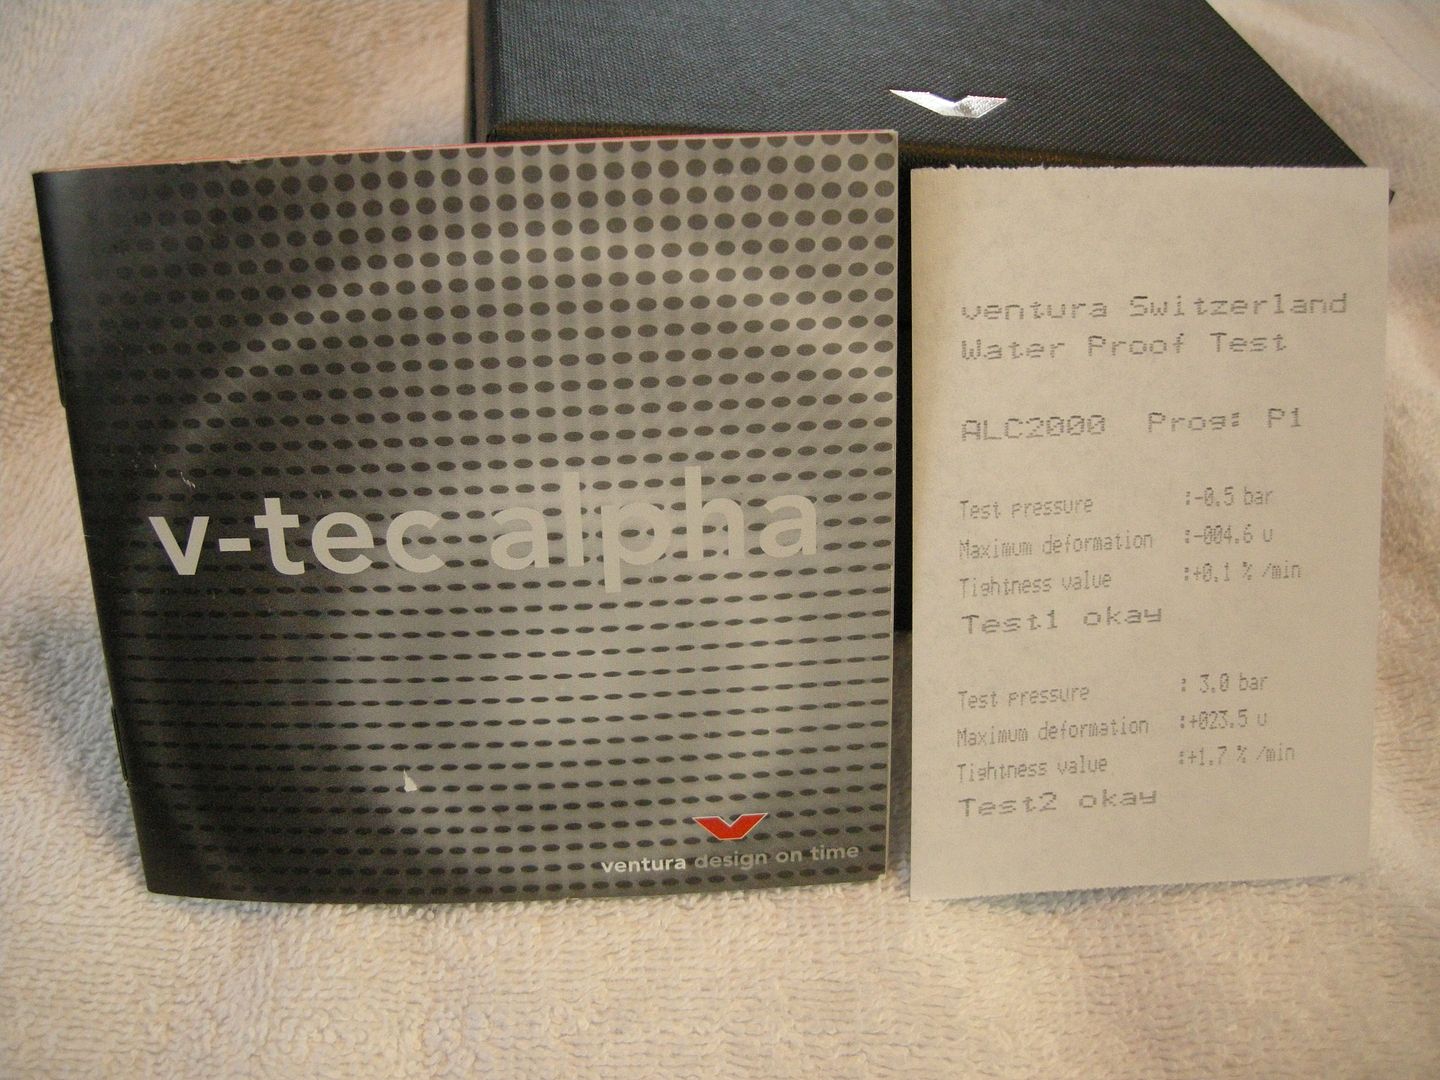 v-tec alpha
ventura design on time
ventura Switzerland
Water Proof Test
ALC2000 Prog: P1
Test pressure :-0.5 bar
Maximum deformation :-004.6 u
Tightness value :+0.1 % /min
Test1 okay
Test pressure : 3.0 bar
Maximum deformation :+023.5 u
Tightness value :+1.7 % /min
Test2 okay